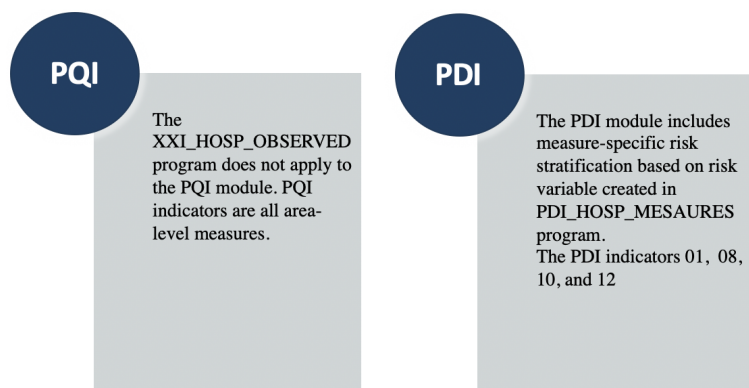 PQI
The
XXI_HOSP_OBSERVED
program does not apply to
the PQI module. PQI
indicators are all area-
level measures.
PDI
The PDI module includes
measure-specific risk
stratification based on risk
variable created in
PDI_HOSP_MESAURES
program.
The PDI indicators 01, 08,
10, and 12